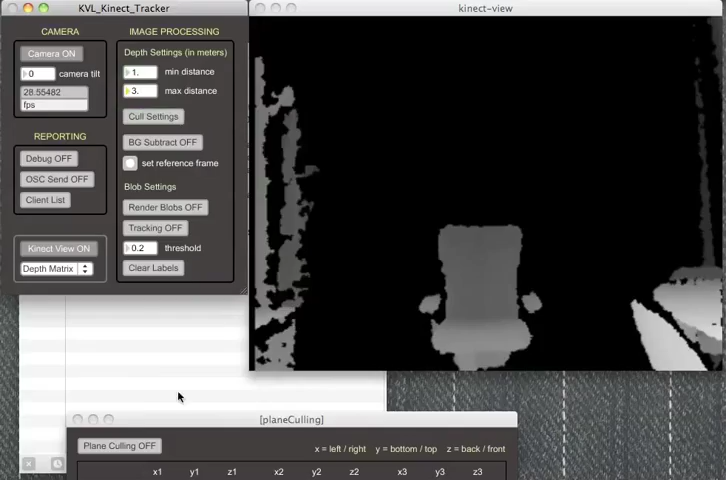 KVL_Kinect_Tracker
CAMERA
Camera ON
0 camera tilt
28.55482
fps
REPORTING
Debug OFF
OSC Send OFF
Client List
Kinect View ON
Depth Matrix
IMAGE PROCESSING
Depth Settings (in meters)
1. min distance
3. max distance
Cull Settings
BG Subtract OFF
set reference frame
Blob Settings
Render Blobs OFF
Tracking OFF
0.2 threshold
Clear Labels
kinect-view
[planeCulling]
Plane Culling OFF
x = left / right y = bottom / top z = back / front
x1 y1 z1 x2 y2 z2 x3 y3 z3